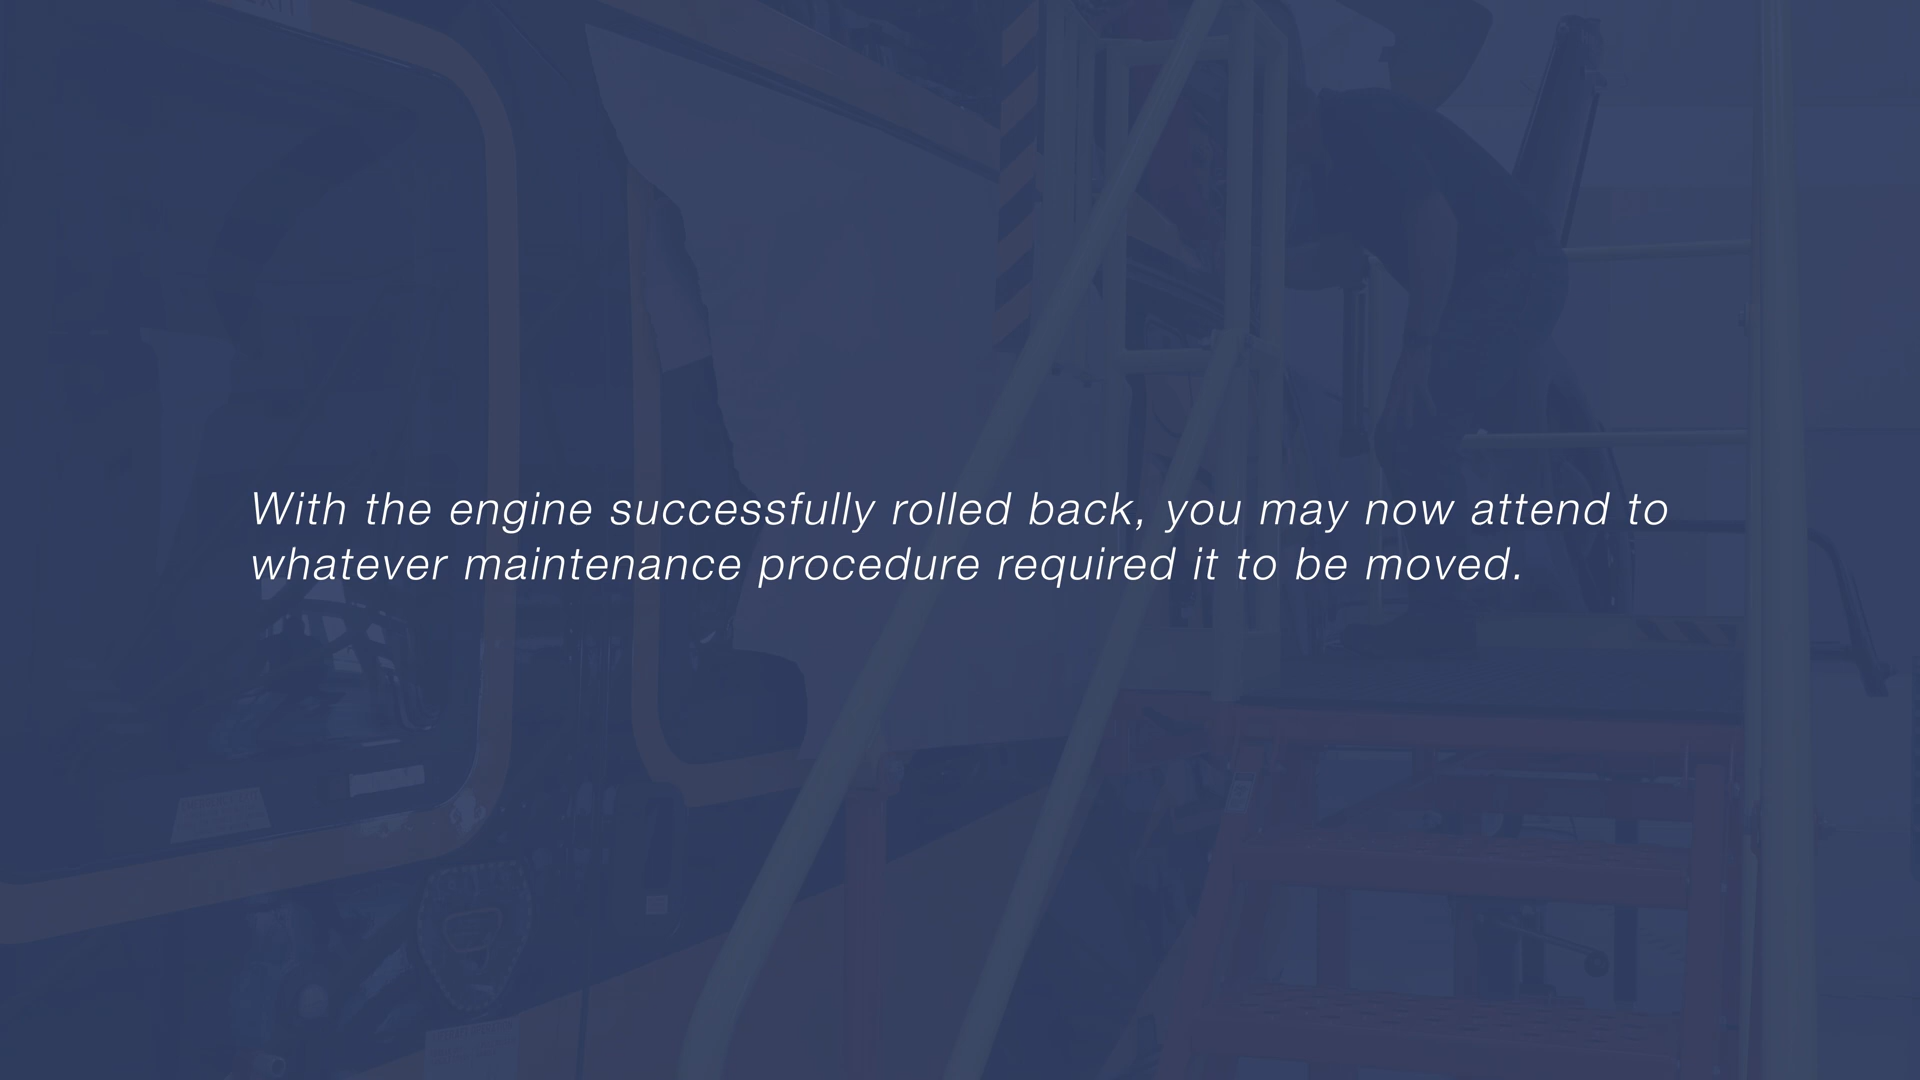 With the engine successfully rolled back, you may now attend to
whatever maintenance procedure required it to be moved.